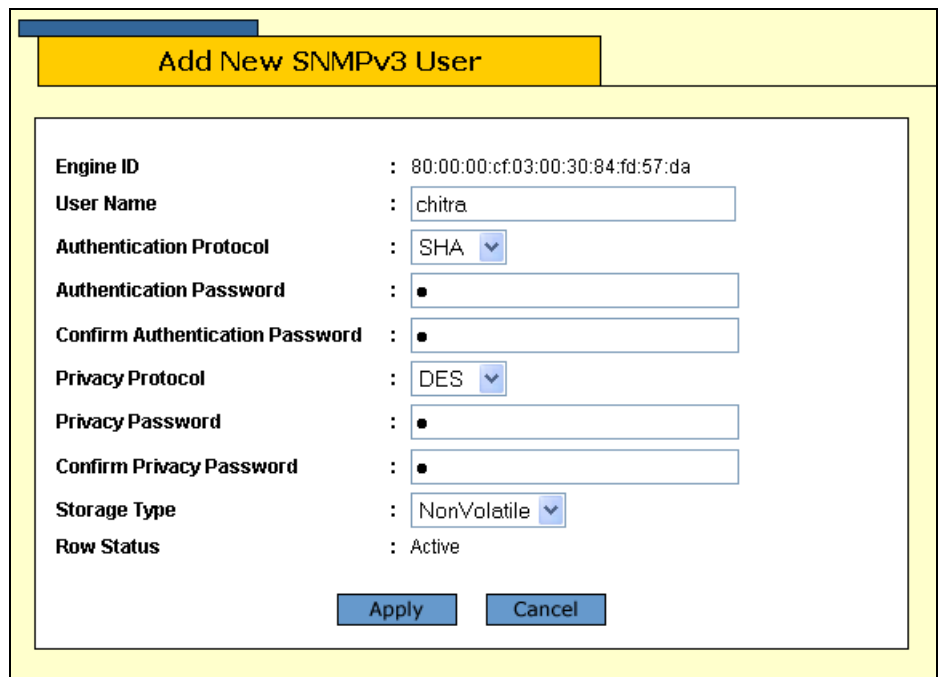 Add New SNMPv3 User
Engine ID : 80:00:00:cf:03:00:30:84:fd:57:da
User Name : chitra
Authentication Protocol : SHA
Authentication Password : •
Confirm Authentication Password : •
Privacy Protocol : DES
Privacy Password : •
Confirm Privacy Password : •
Storage Type : NonVolatile
Row Status : Active
Apply Cancel